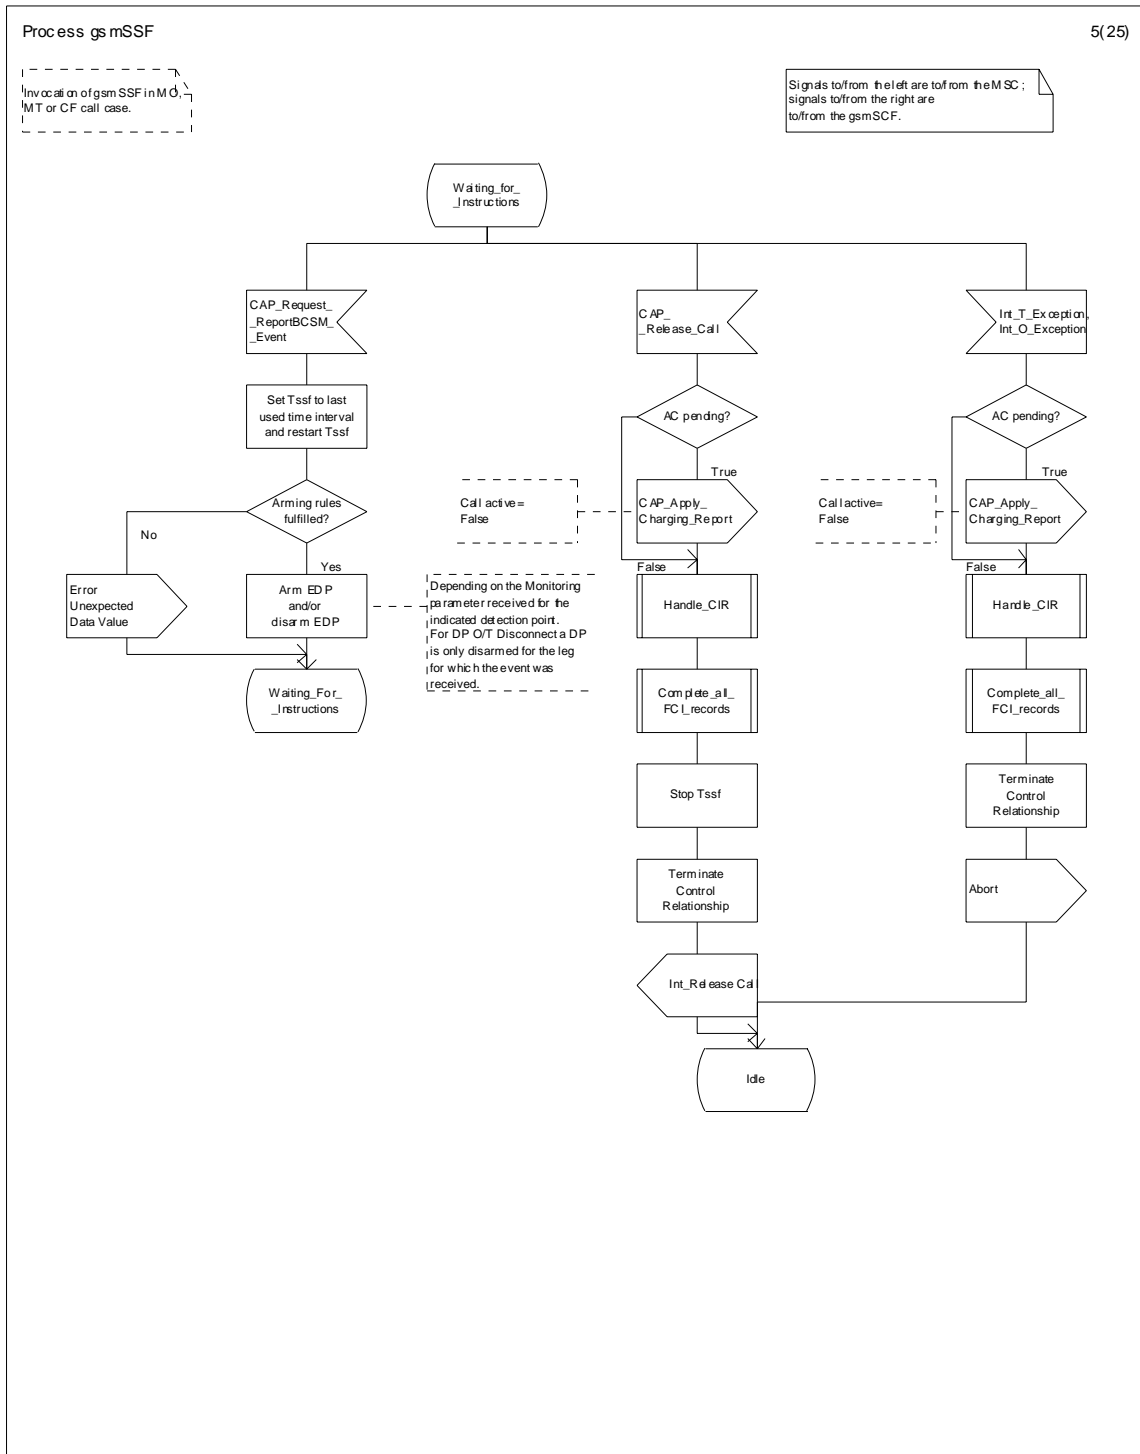 Process gsmSSF
5(25)
Invocation of gsmSSF in MO,
MT or CF call case.
Signals to/from the left are to/from the MSC;
signals to/from the right are
to/from the gsmSCF.
Waiting_for_
_Instructions
CAP_Request_
_ReportBCSM_
_Event
CAP_
_Release_Call
Int_T_Exception,
Int_O_Exception
Set Tssf to last
used time interval
and restart Tssf
AC pending?
AC pending?
True
True
Arming rules
fulfilled?
Call active=
False
CAP_Apply_
_Charging_Report
Call active=
False
CAP_Apply_
_Charging_Report
No
Yes
False
False
Error
Unexpected
Data Value
Arm EDP
and/or
disarm EDP
Depending on the Monitoring
parameter received for the
indicated detection point.
For DP O/T Disconnect a DP
is only disarmed for the leg
for which the event was
received.
Handle_CIR
Handle_CIR
Waiting_For_
_Instructions
Complete_all_
_FCI_records
Complete_all_
_FCI_records
Stop Tssf
Terminate
Control
Relationship
Terminate
Control
Relationship
Abort
Int_Release Call
Idle